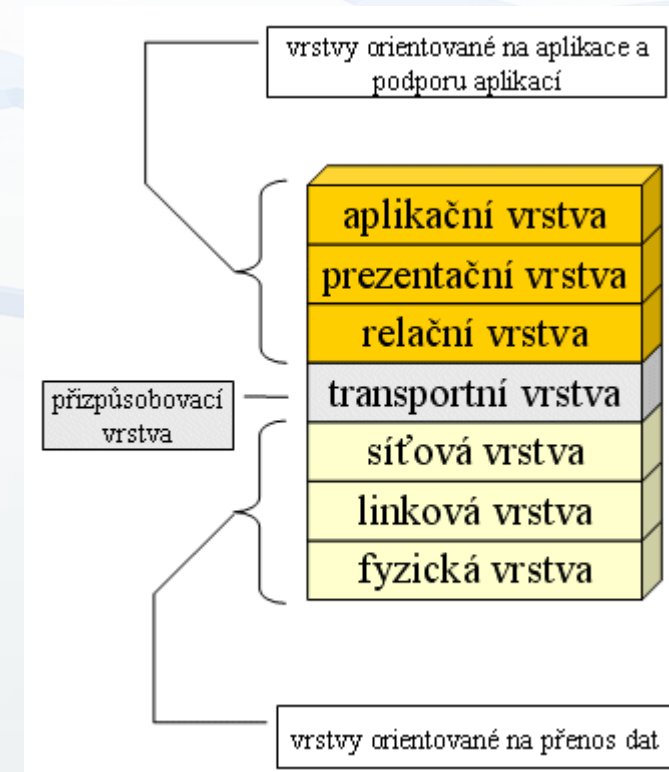 vrstvy orientované na aplikace a
podporu aplikací
aplikační vrstva
prezentační vrstva
relační vrstva
transportní vrstva
přizpůsobovací
vrstva
síťová vrstva
linková vrstva
fyzická vrstva
vrstvy orientované na přenos dat